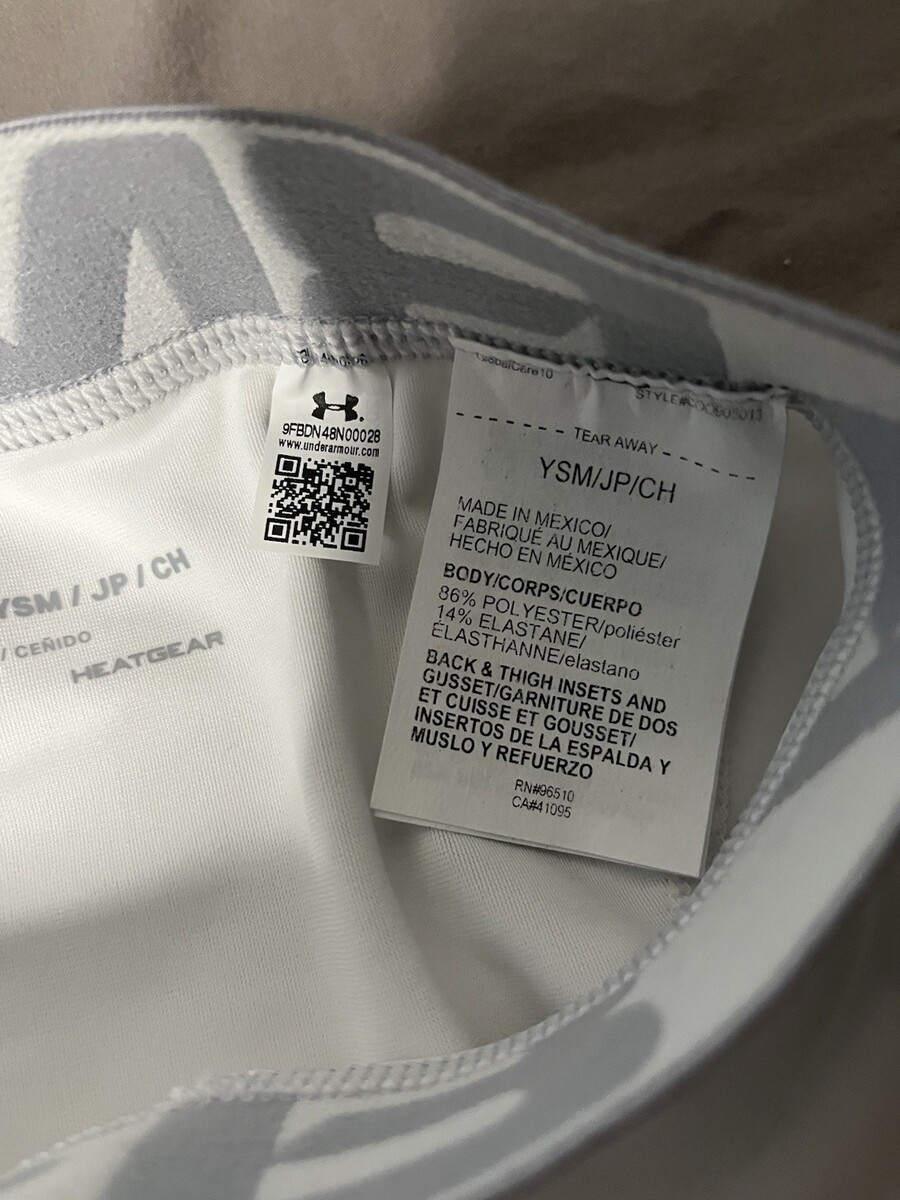 9FBDN48N00028
www.underarmour.com
GlobalCare10
TEAR AWAY
YSM/JP/CH
MADE IN MEXICO/
FABRIQUÉ AU MEXIQUE/
HECHO EN MÉXICO
BODY/CORPS/CUERPO
86% POLYESTER/poliéster
14% ELASTANE/
ÉLASTHANNE/elastano
BACK & THIGH INSETS AND
GUSSET/GARNITURE DE DOS
ET CUISSE ET GOUSSET/
INSERTOS DE LA ESPALDA Y
MUSLO Y REFUERZO
RN#96510
CA#41095
YSM / JP / CH
/ CEÑIDO
HEATGEAR